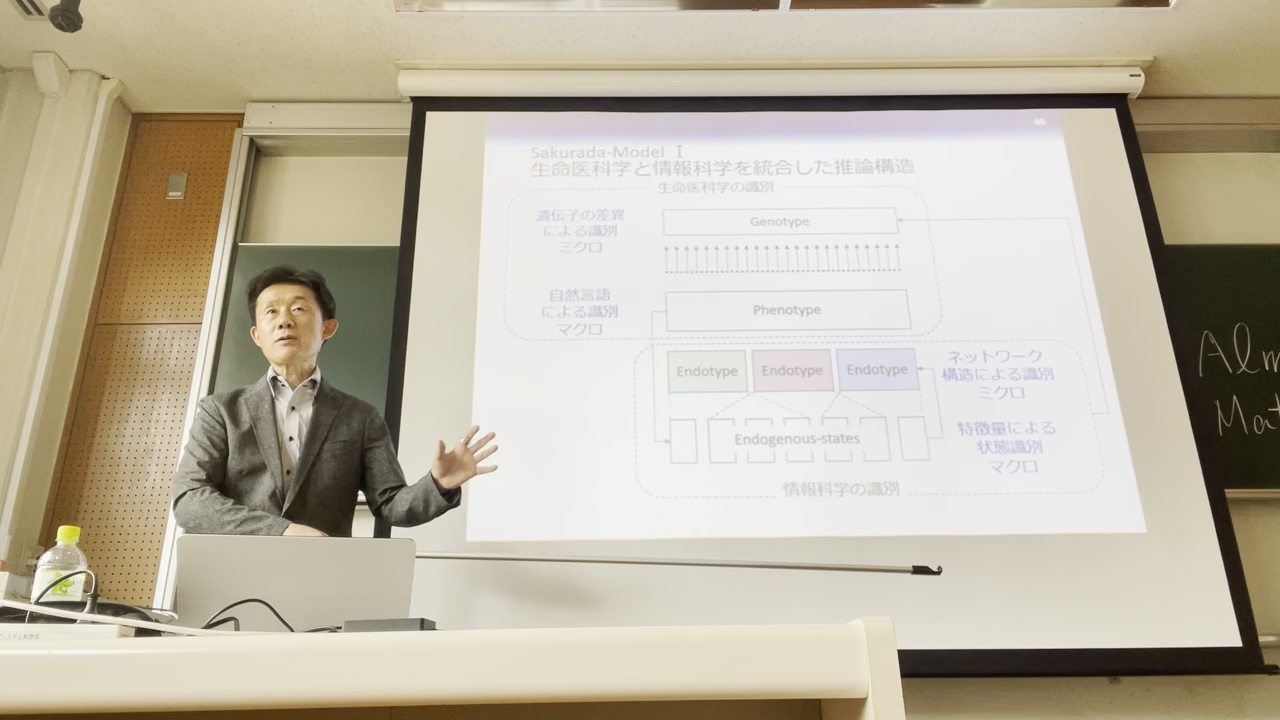 46
Sakurada-Model Ⅰ
生命医科学と情報科学を統合した推論構造
生命医科学の識別
遺伝子の差異
による識別
ミクロ
Genotype
自然言語
による識別
マクロ
Phenotype
Endotype
Endotype
Endotype
ネットワーク
構造による識別
ミクロ
Endogenous-states
特徴量による
状態識別
マクロ
情報科学の識別
Alm
Mat